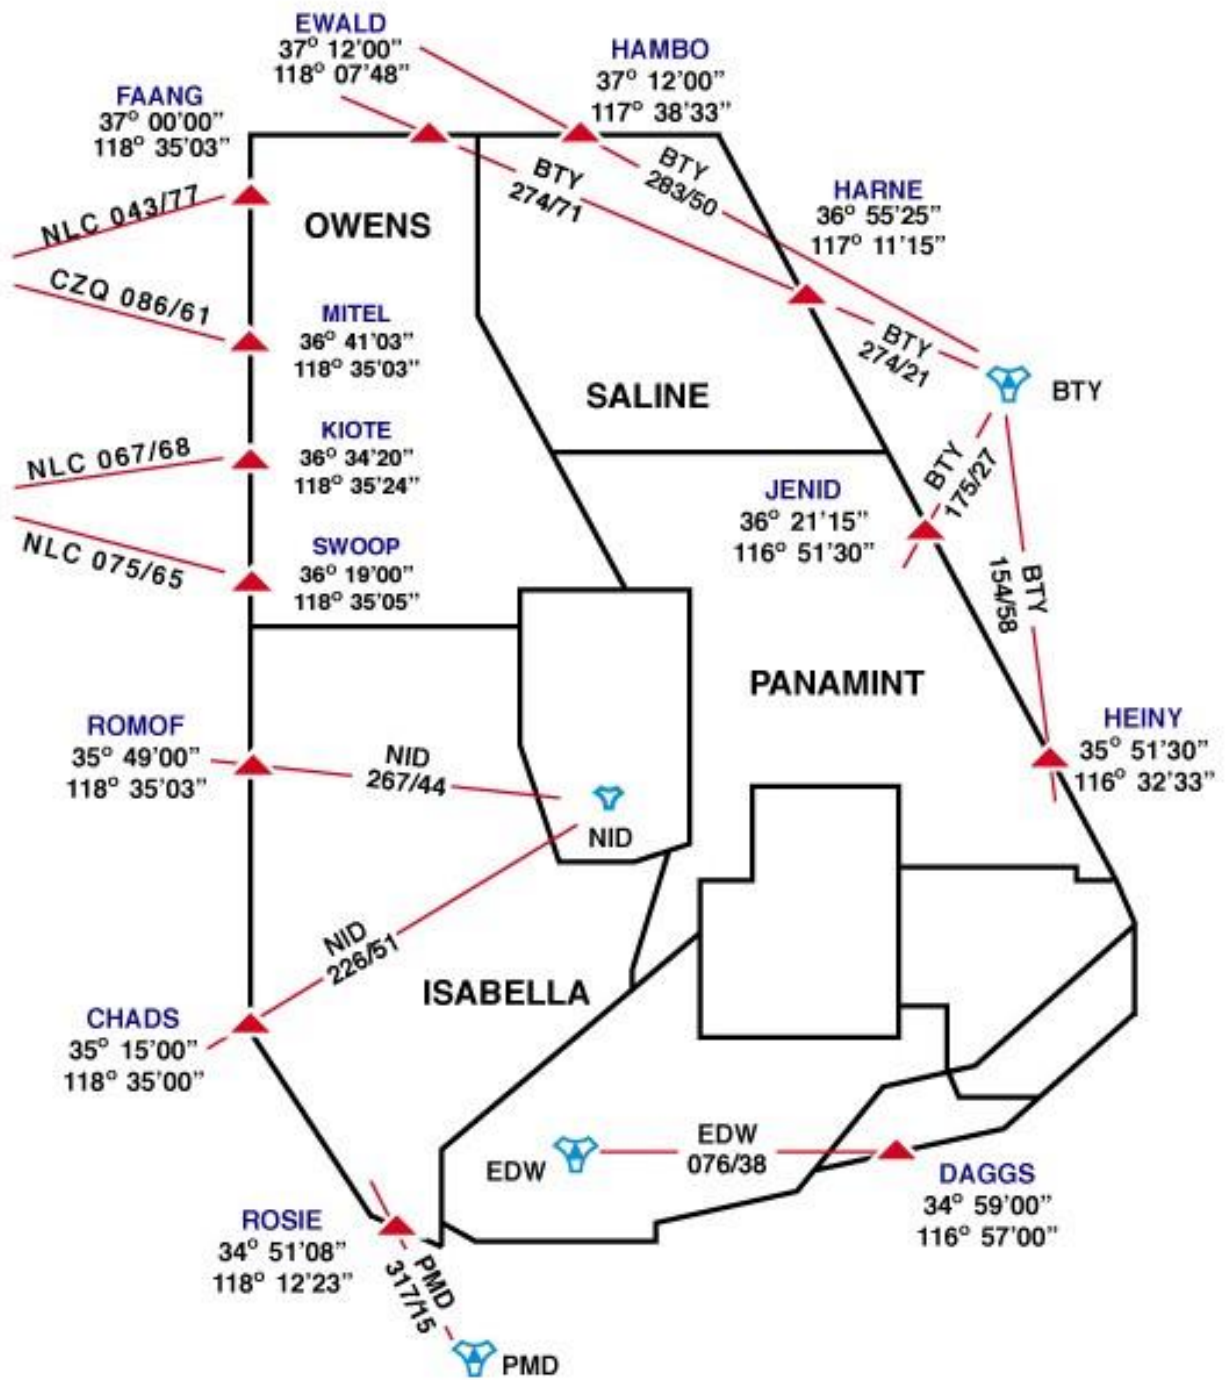 EWALD
37° 12'00”
118° 07'48”
HAMBO
37° 12'00”
117° 38'33”
FAANG
37° 00'00”
118° 35'03”
BTY
274/71
BTY
283/50
HARNE
36° 55'25”
117° 11'15”
NLC 043/77
OWENS
CZQ 086/61
MITEL
36° 41'03”
118° 35'03”
BTY
274/21
BTY
SALINE
KIOTE
36° 34'20”
118° 35'24”
NLC 067/68
BTY
175/27
JENID
36° 21'15”
116° 51'30”
NLC 075/65
SWOOP
36° 19'00”
118° 35'05”
BTY
154/58
PANAMINT
ROMOF
35° 49'00”
118° 35'03”
NID
267/44
HEINY
35° 51'30”
116° 32'33”
NID
NID
226/51
ISABELLA
CHADS
35° 15'00”
118° 35'00”
EDW
EDW
076/38
DAGGS
34° 59'00”
116° 57'00”
ROSIE
34° 51'08”
118° 12'23”
PMD
317/15
PMD